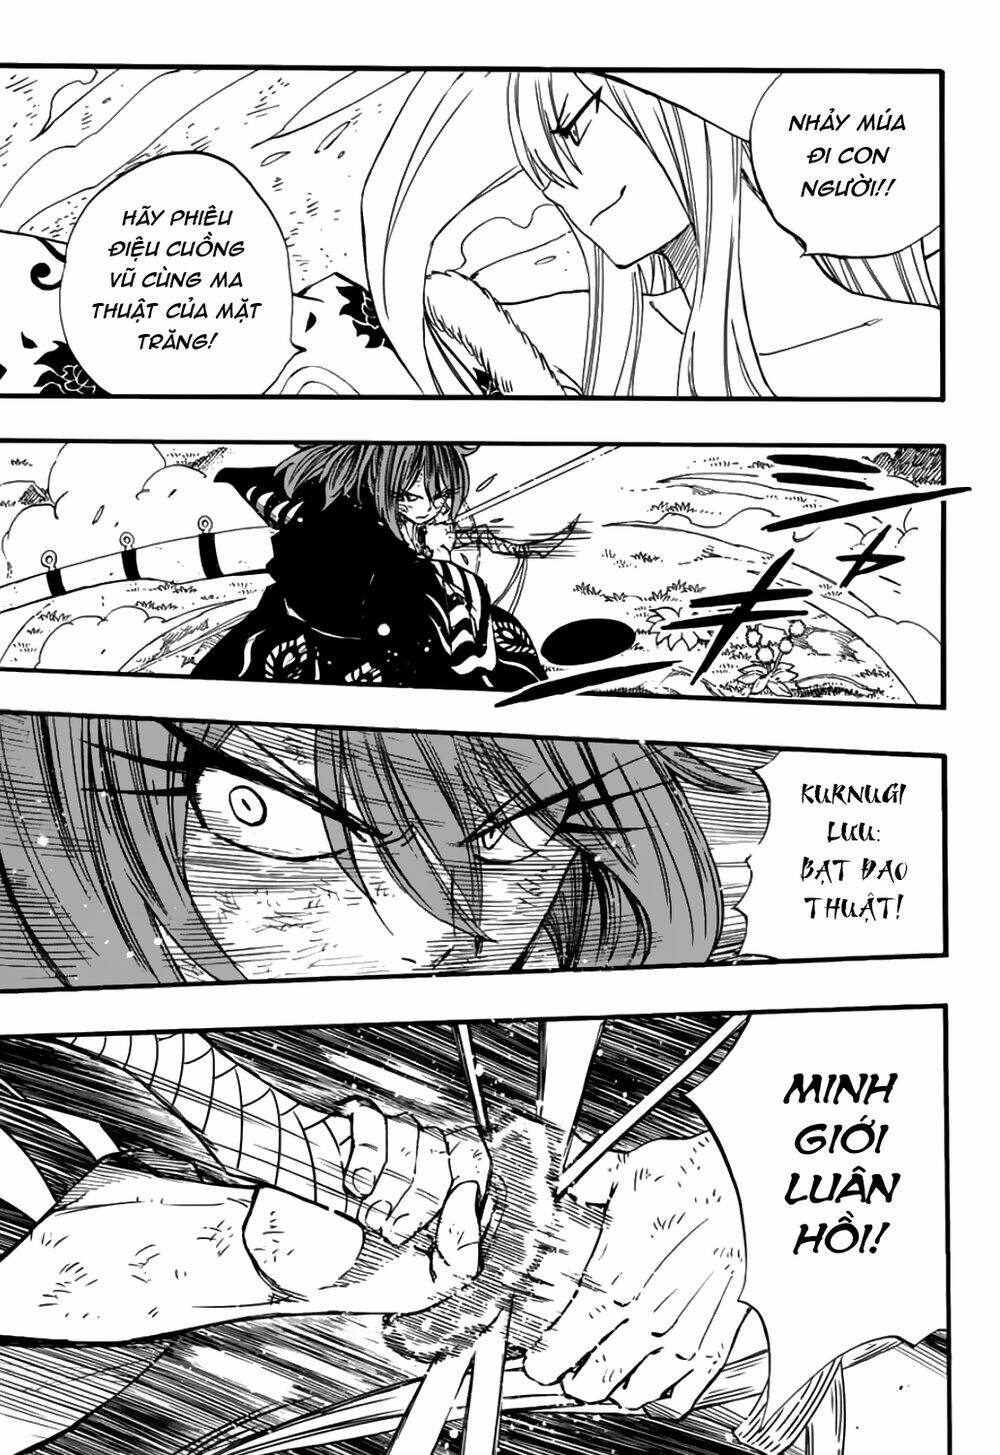 NHẢY MÚA
ĐI CON
NGƯỜI!!
HÃY PHIÊU
ĐIỆU CUỒNG
VŨ CÙNG MA
THUẬT CỦA MẶT
TRĂNG!
KURNUGI
LƯU:
BẠT ĐAO
THUẬT!
MINH
GIỚI
LUÂN
HỒI!